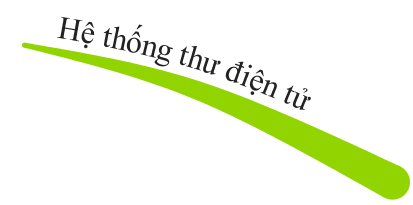 Hệ thống thư điện tử